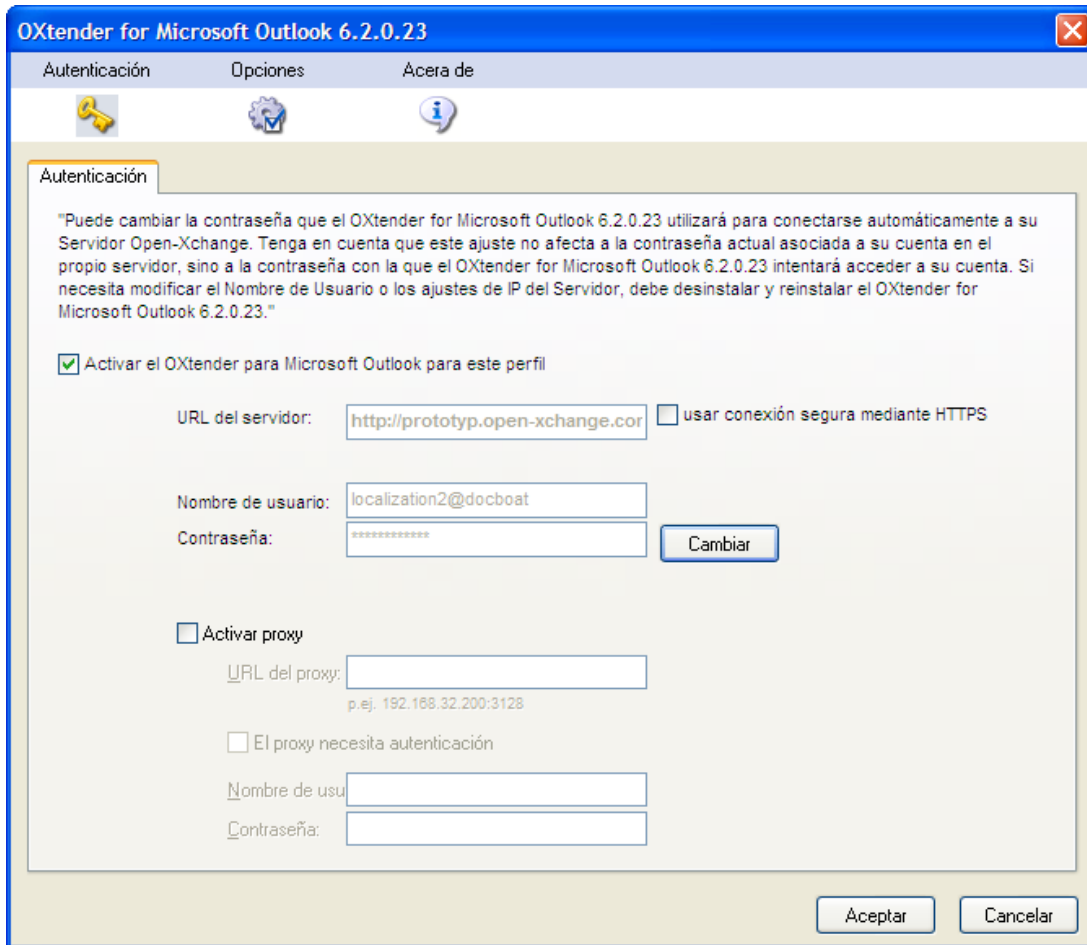 OXtender for Microsoft Outlook 6.2.0.23
Autenticación Opciones Acera de
Autenticación
"Puede cambiar la contraseña que el OXtender for Microsoft Outlook 6.2.0.23 utilizará para conectarse automáticamente a su
Servidor Open-Xchange. Tenga en cuenta que este ajuste no afecta a la contraseña actual asociada a su cuenta en el
propio servidor, sino a la contraseña con la que el OXtender for Microsoft Outlook 6.2.0.23 intentará acceder a su cuenta. Si
necesita modificar el Nombre de Usuario o los ajustes de IP del Servidor, debe desinstalar y reinstalar el OXtender for
Microsoft Outlook 6.2.0.23."
Activar el OXtender para Microsoft Outlook para este perfil
URL del servidor: http://prototyp.open-xchange.cor usar conexión segura mediante HTTPS
Nombre de usuario: localization2@docboat
Contraseña: ************ Cambiar
Activar proxy
URL del proxy:
p.ej. 192.168.32.200:3128
El proxy necesita autenticación
Nombre de usu
Contraseña:
Aceptar Cancelar